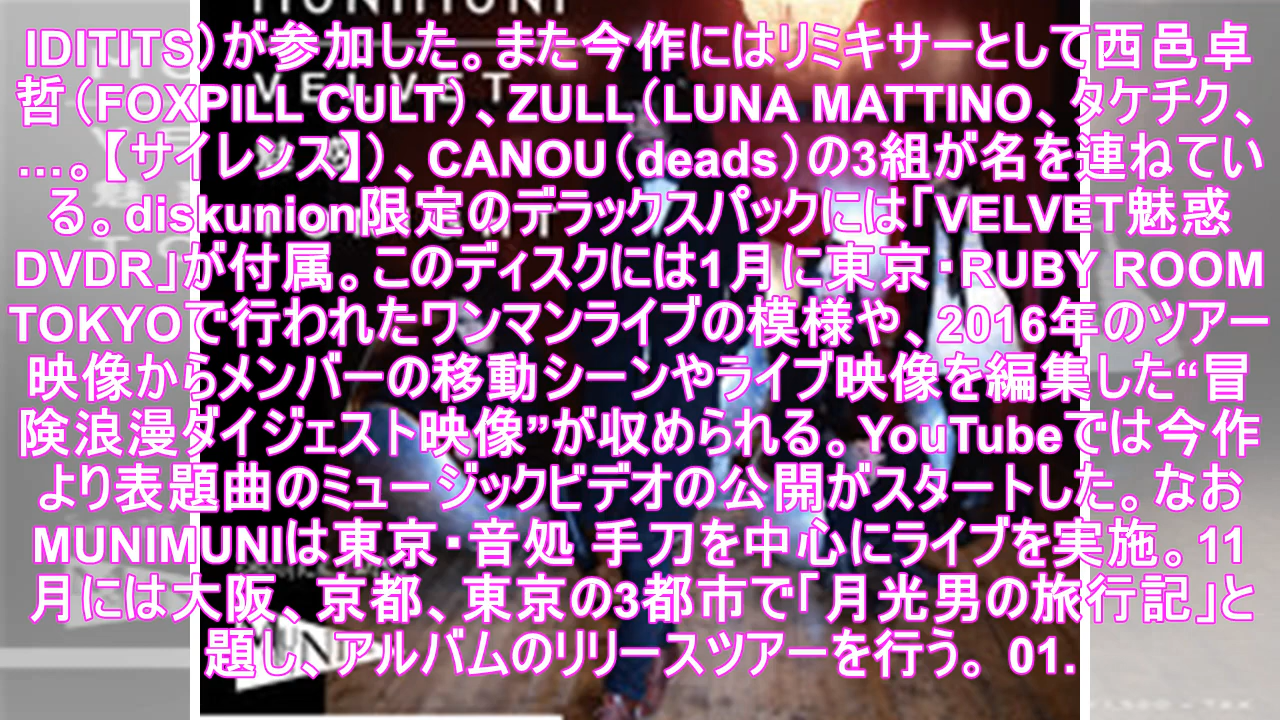 MUNIMUNI
VELVET
IDITITS）が参加した。また今作にはリミキサーとして西邑卓
哲（FOXPILL CULT）、ZULL（LUNA MATTINO、タケチク、
…。【サイレンス】）、CANOU（deads）の3組が名を連ねてい
る。diskunion限定のデラックスパックには「VELVET魅惑
DVDR」が付属。このディスクには1月に東京・RUBY ROOM
TOKYOで行われたワンマンライブの模様や、2016年のツアー
映像からメンバーの移動シーンやライブ映像を編集した“冒
険浪漫ダイジェスト映像”が収められる。YouTubeでは今作
より表題曲のミュージックビデオの公開がスタートした。なお
MUNIMUNIは東京・音処 手刀を中心にライブを実施。11
月には大阪、京都、東京の3都市で「月光男の旅行記」と
題し、アルバムのリリースツアーを行う。 01.